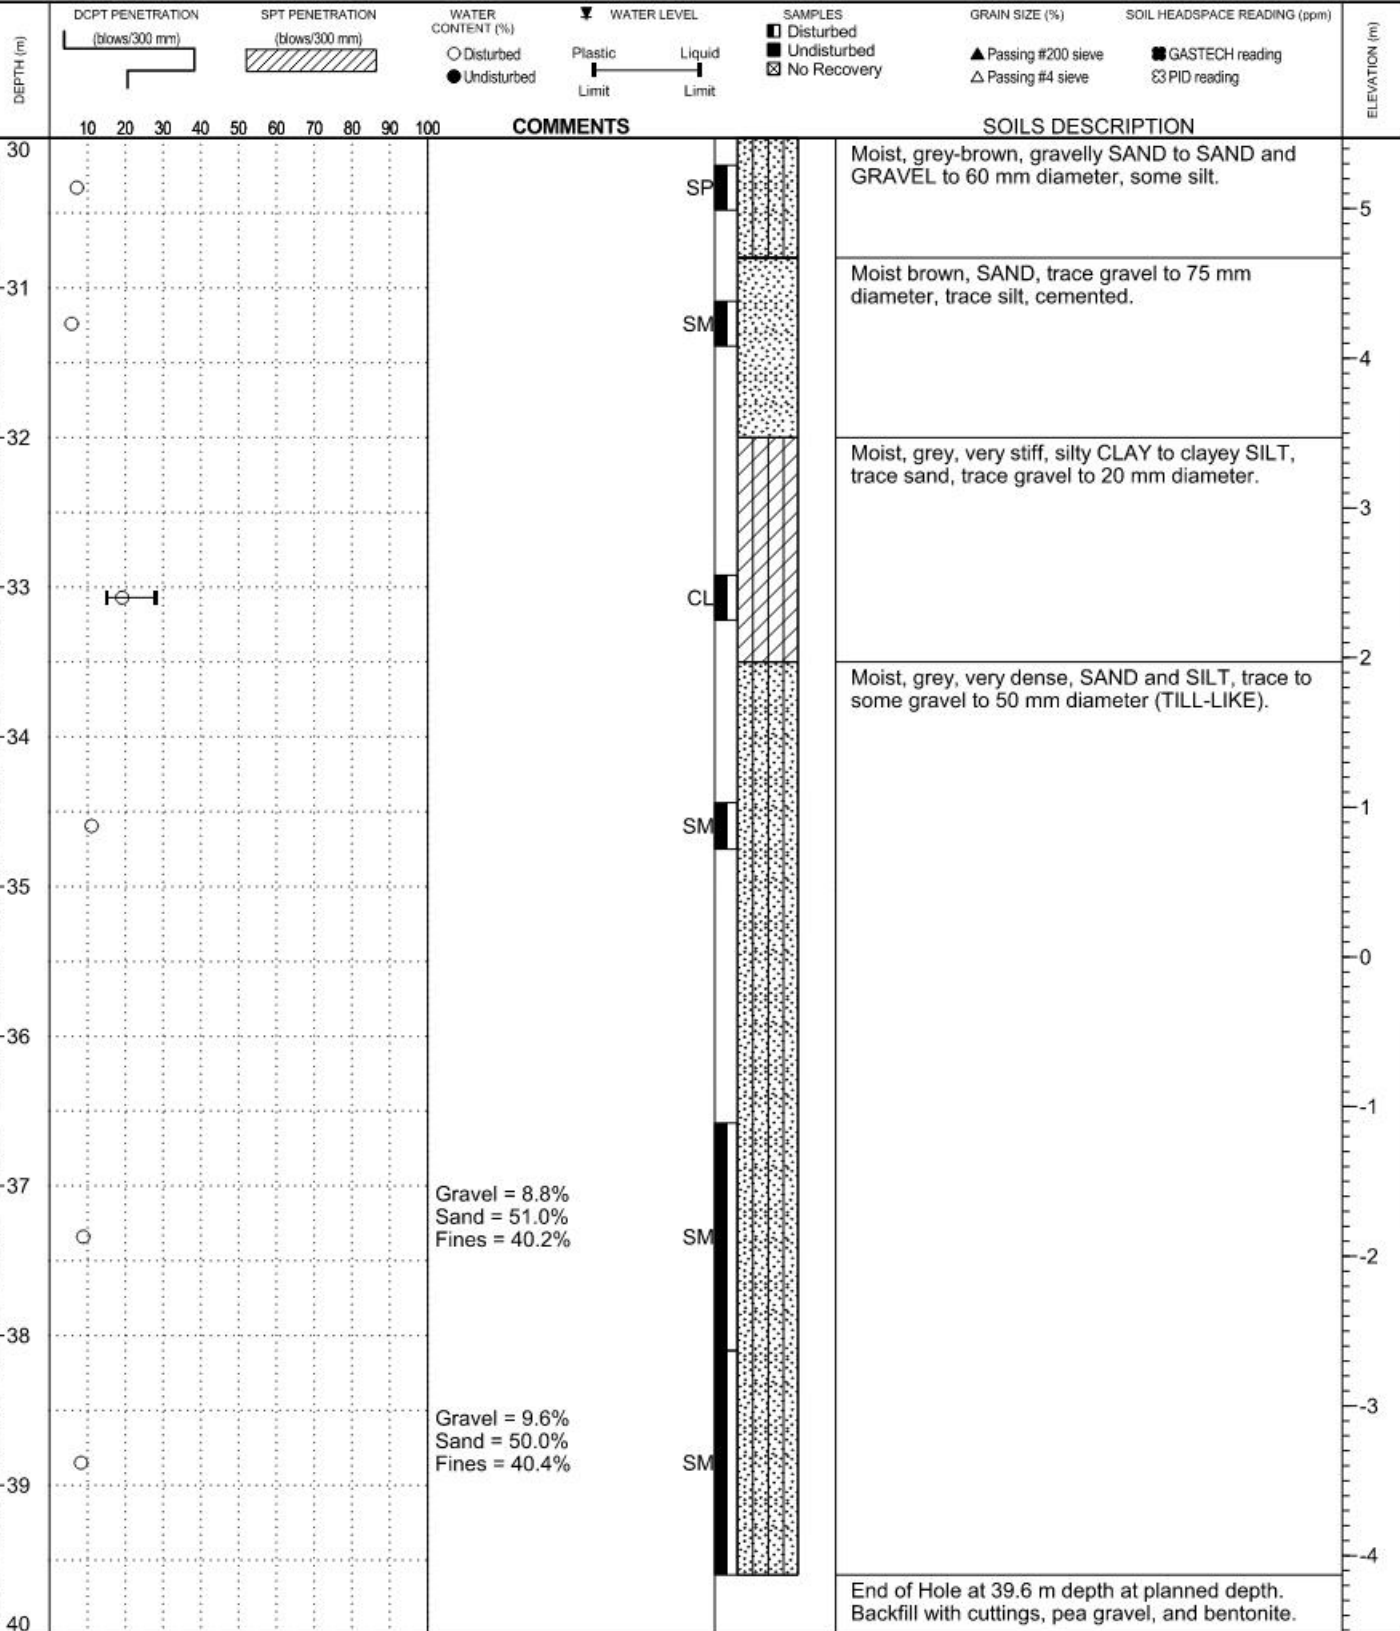 DCPT PENETRATION
(blows/300 mm)
SPT PENETRATION
(blows/300 mm)
WATER
CONTENT (%)
Disturbed
Undisturbed
WATER LEVEL
Plastic
Limit
Liquid
Limit
SAMPLES
Disturbed
Undisturbed
No Recovery
GRAIN SIZE (%)
Passing #200 sieve
Passing #4 sieve
SOIL HEADSPACE READING (ppm)
GASTECH reading
PID reading
DEPTH (m)
ELEVATION (m)
10 20 30 40 50 60 70 80 90 100
COMMENTS
SOILS DESCRIPTION
30
Moist, grey-brown, gravelly SAND to SAND and
GRAVEL to 60 mm diameter, some silt.
SP
5
Moist brown, SAND, trace gravel to 75 mm
diameter, trace silt, cemented.
31
SM
4
32
Moist, grey, very stiff, silty CLAY to clayey SILT,
trace sand, trace gravel to 20 mm diameter.
3
33
CL
2
Moist, grey, very dense, SAND and SILT, trace to
some gravel to 50 mm diameter (TILL-LIKE).
34
1
SM
35
0
36
-1
37
Gravel = 8.8%
Sand = 51.0%
Fines = 40.2%
SM
-2
38
-3
Gravel = 9.6%
Sand = 50.0%
Fines = 40.4%
SM
39
-4
End of Hole at 39.6 m depth at planned depth.
Backfill with cuttings, pea gravel, and bentonite.
40